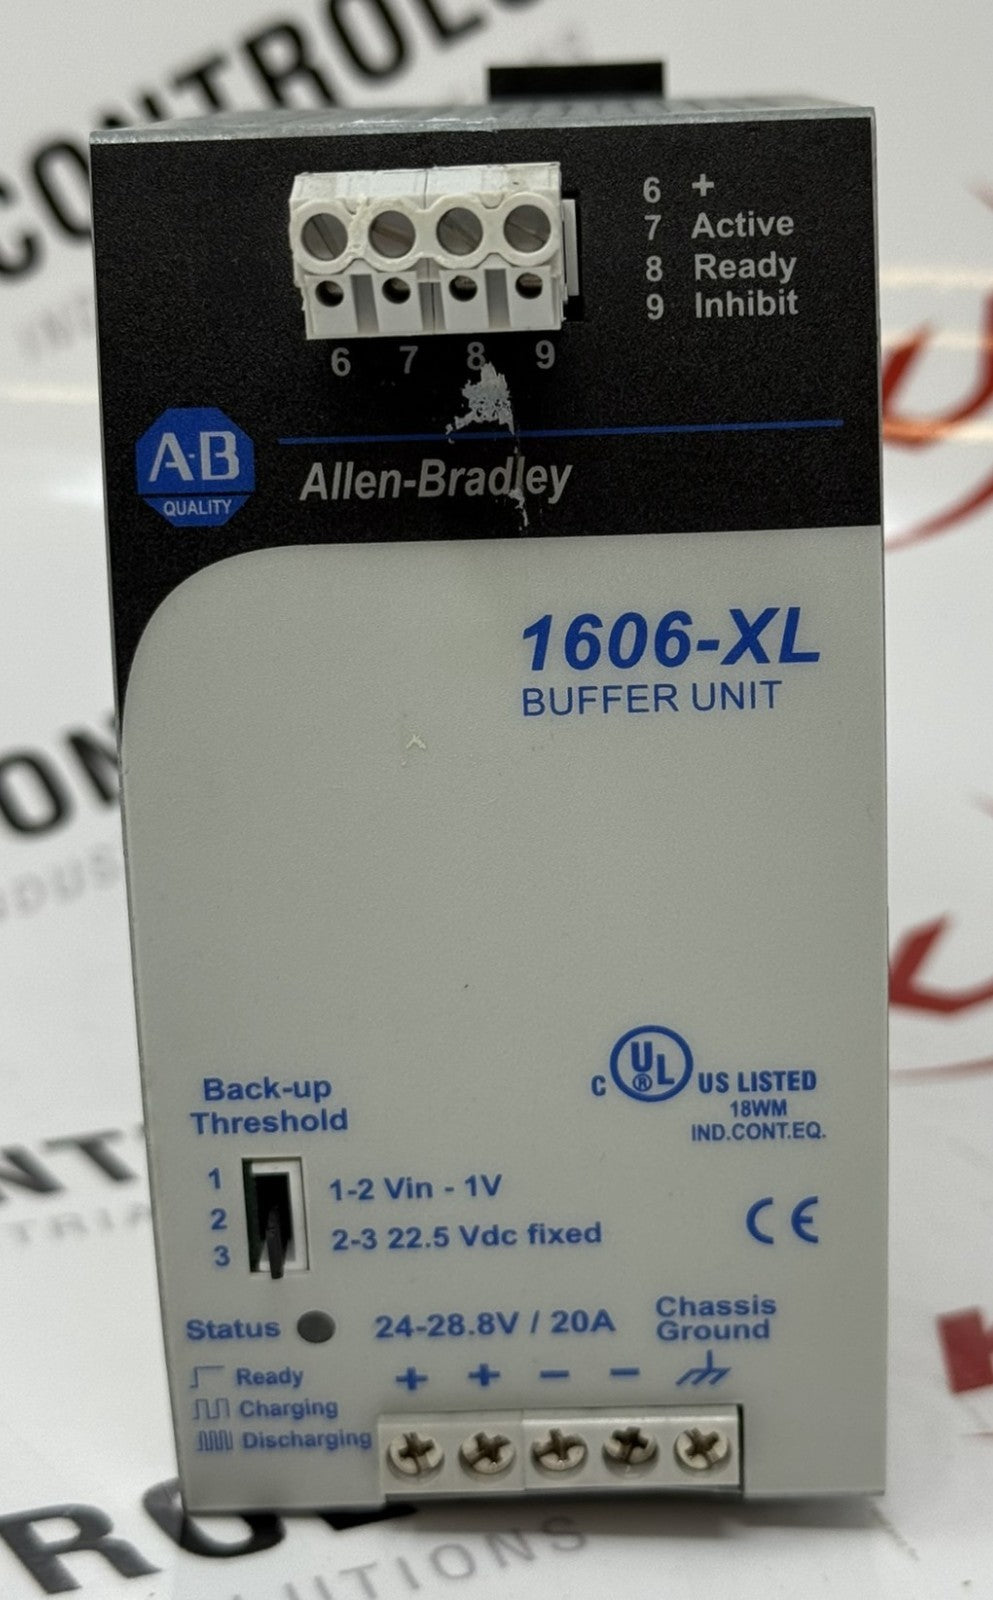 CONTROLS
6 +
7 Active
8 Ready
9 Inhibit
6 7 8 9
A-B
QUALITY
Allen-Bradley
1606-XL
BUFFER UNIT
Back-up
Threshold
1
2
3
1-2 Vin - 1V
2-3 22.5 Vdc fixed
C UL ® US LISTED
18WM
IND.CONT.EQ.
CE
Status
24-28.8V / 20A
Chassis
Ground
Ready
Charging
Discharging
+ + − −